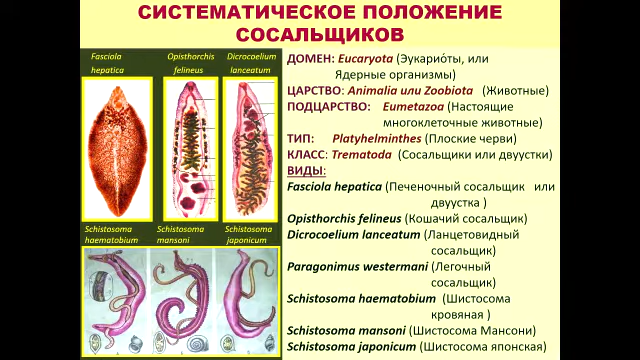 СИСТЕМАТИЧЕСКОЕ ПОЛОЖЕНИЕ
СОСАЛЬЩИКОВ
Fasciola
hepatica
Opisthorchis
felineus
Dicrocoelium
lanceatum
Schistosoma
haematobium
Schistosoma
mansoni
Schistosoma
japonicum
ДОМЕН: Eucaryota (Эукарио́ты, или
Ядерные организмы)
ЦАРСТВО: Animalia или Zoobiota (Животные)
ПОДЦАРСТВО: Eumetazoa (Настоящие
многоклеточные животные)
ТИП: Platyhelminthes (Плоские черви)
КЛАСС: Trematoda (Сосальщики или двуустки)
ВИДЫ:
Fasciola hepatica (Печеночный сосальщик или
двуустка )
Opisthorchis felineus (Кошачий сосальщик)
Dicrocoelium lanceatum (Ланцетовидный
сосальщик)
Paragonimus westermani (Легочный
сосальщик)
Schistosoma haematobium (Шистосома
кровяная )
Schistosoma mansoni (Шистосома Мансони)
Schistosoma japonicum (Шистосома японская)